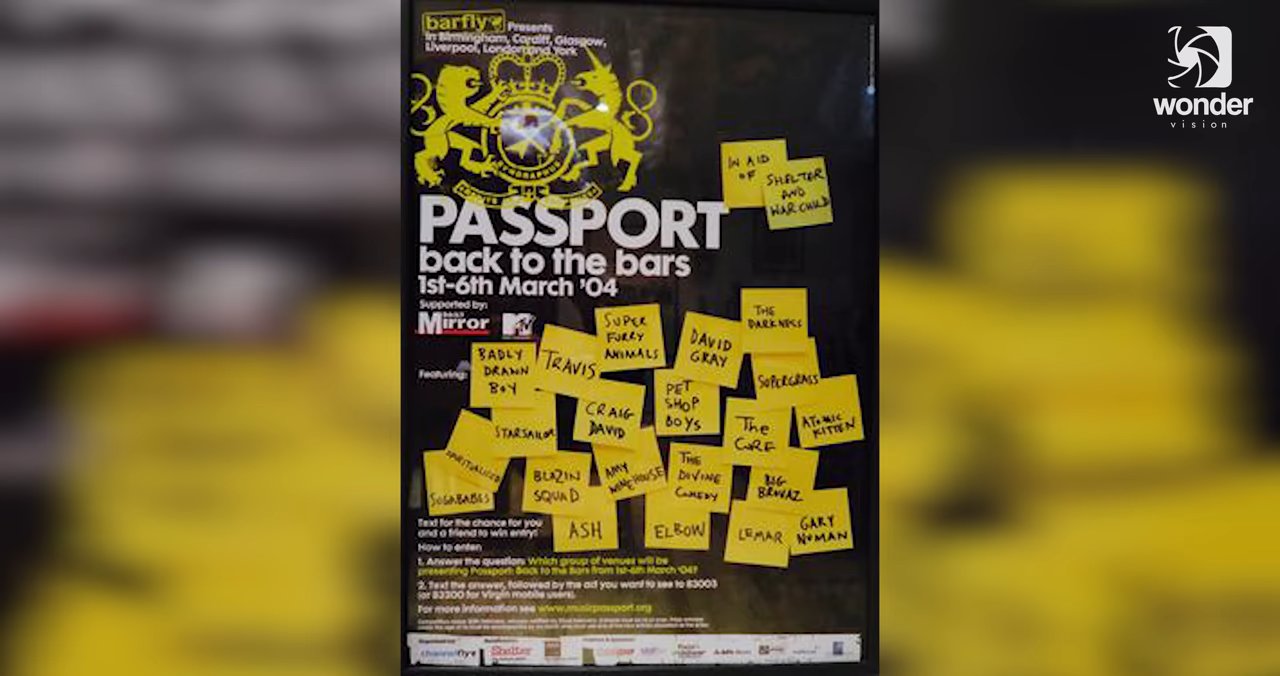 barfly Presents
in Birmingham, Cardiff, Glasgow,
Liverpool, London and York
PASSPORT
back to the bars
1st-6th March '04
Supported by:
Daily
Mirror
MTV
IN AID
OF
SHELTER
AND
WARCHILD
Featuring:
BADLY
DRAWN
BOY
TRAVIS
SUPER
FURRY
ANIMALS
DAVID
GRAY
THE
DARKNESS
SUPERGRASS
STARSAILOR
CRAIG
DAVID
PET
SHOP
BOYS
The
CURE
ATOMIC
KITTEN
SPIRITUALIZED
SUGABABES
BLAZIN
SQUAD
AMY
WINEHOUSE
THE
DIVINE
COMEDY
BIG
BROVAZ
ASH
ELBOW
LEMAR
GARY
NUMAN
Text for the chance for you
and a friend to win entry!
How to enter:
1. Answer the question: Which group of venues will be
presenting Passport: Back to the Bars from 1st-6th March '04?
2. Text the answer, followed by the act you want to see to 83003
(or 83300 for Virgin mobile users).
For more information see www.musicpassport.org
channelfly
Shelter
wonder
vision